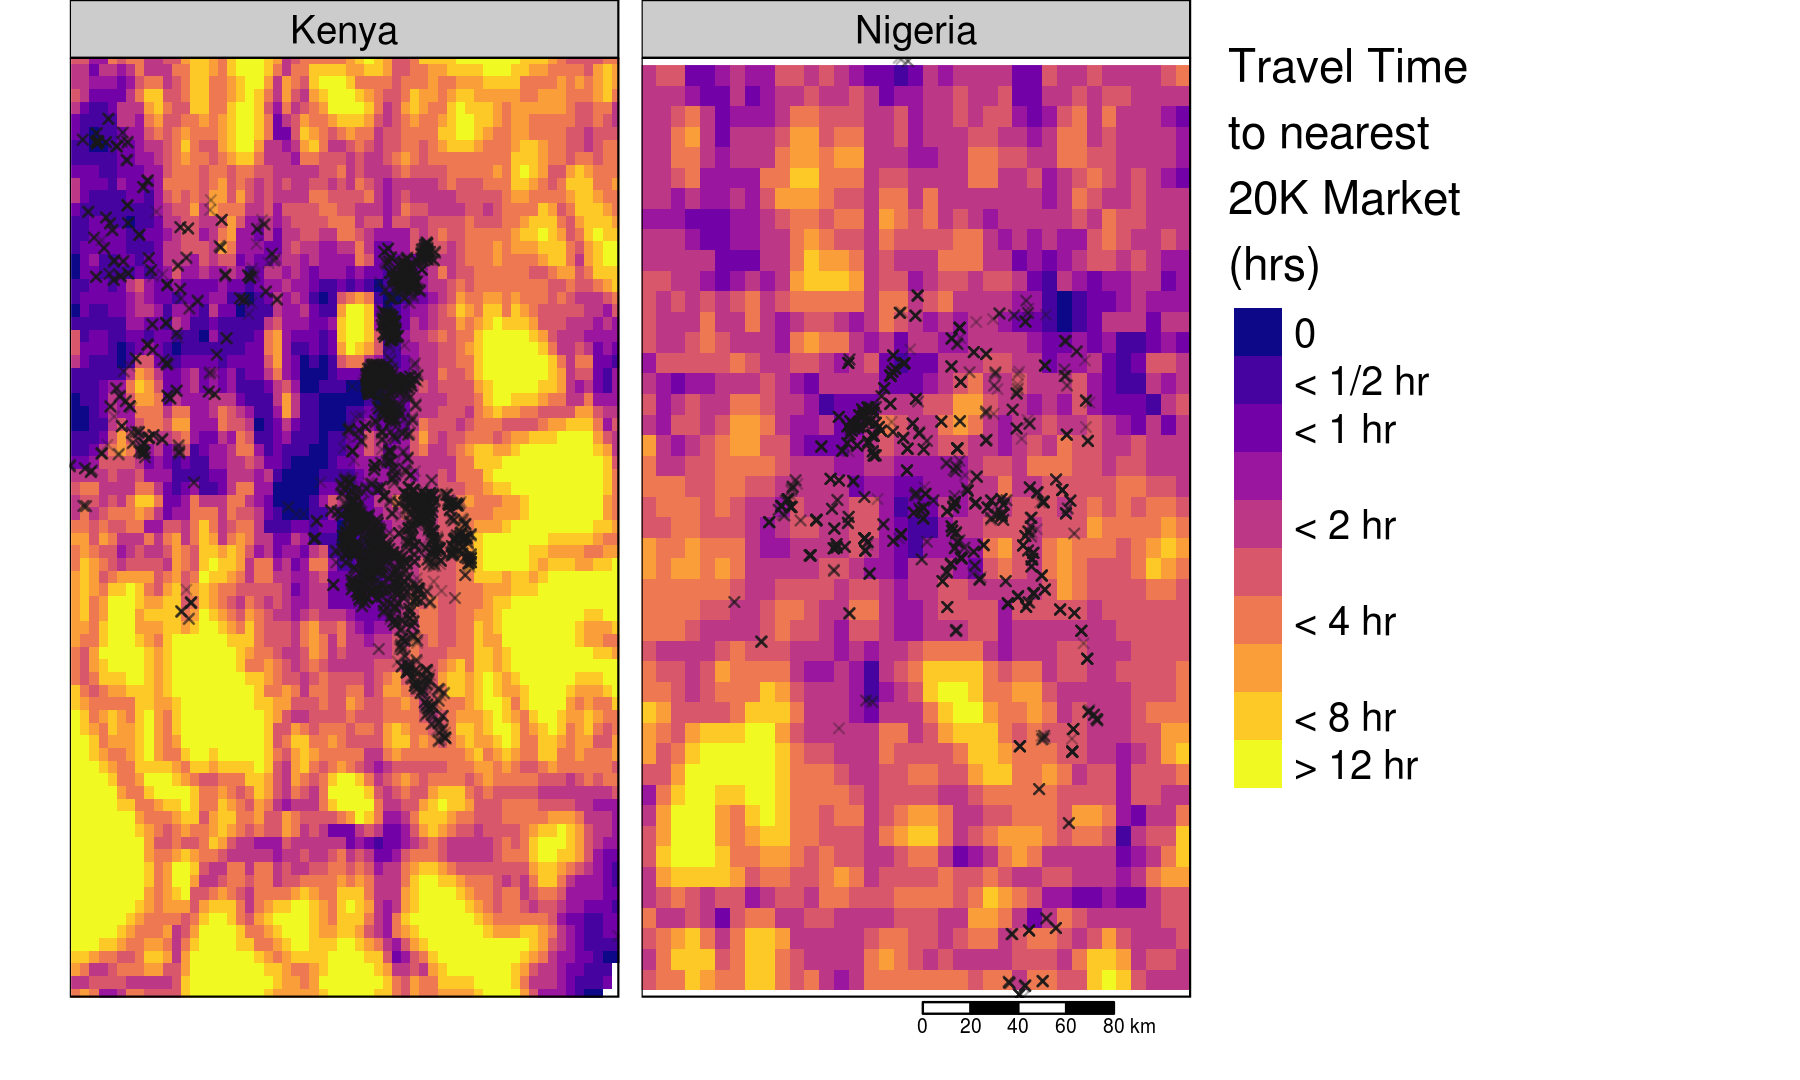 Kenya
Nigeria
Travel Time
to nearest
20K Market
(hrs)
0
< 1/2 hr
< 1 hr
< 2 hr
< 4 hr
< 8 hr
> 12 hr
0 20 40 60 80 km